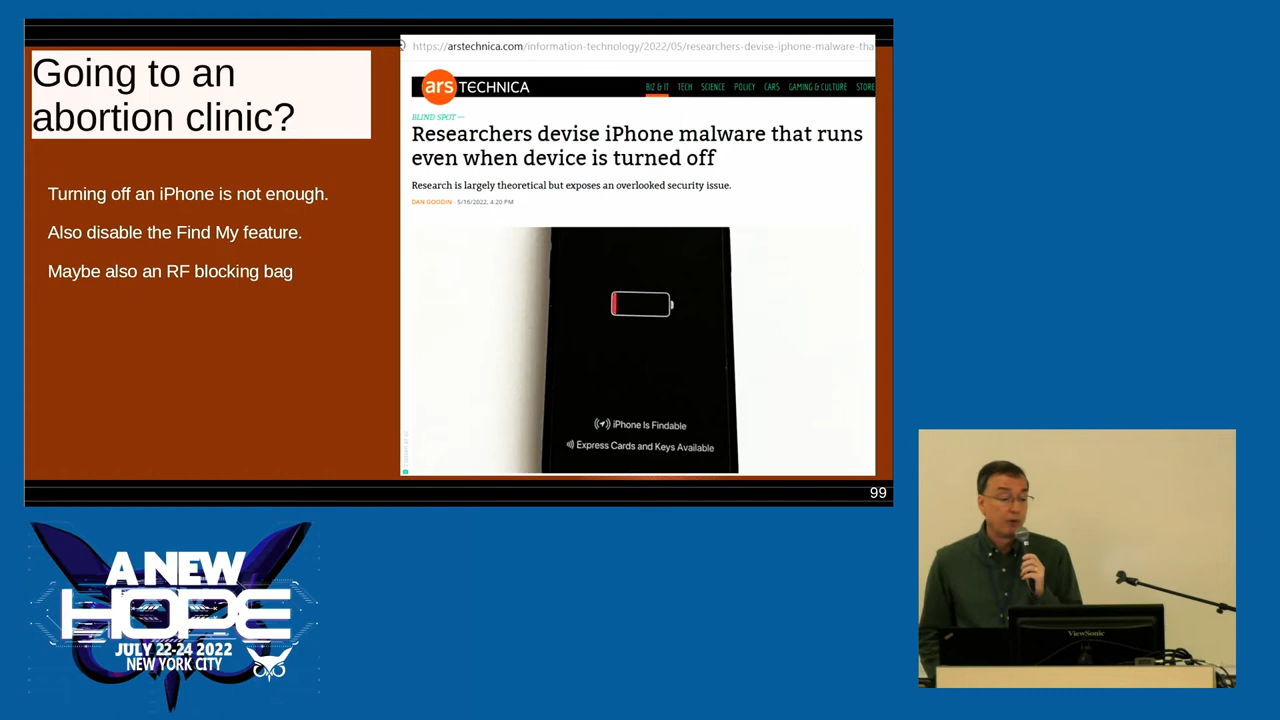 Going to an
abortion clinic?
Turning off an iPhone is not enough.
Also disable the Find My feature.
Maybe also an RF blocking bag
https://arstechnica.com/information-technology/2022/05/researchers-devise-iphone-malware-tha
ars TECHNICA
BIZ & IT TECH SCIENCE POLICY CARS GAMING & CULTURE STORE
BLIND SPOT —
Researchers devise iPhone malware that runs
even when device is turned off
Research is largely theoretical but exposes an overlooked security issue.
DAN GOODIN - 5/16/2022, 4:20 PM
iPhone Is Findable
Express Cards and Keys Available
99
A NEW
HOPE
JULY 22-24 2022
NEW YORK CITY
ViewSonic